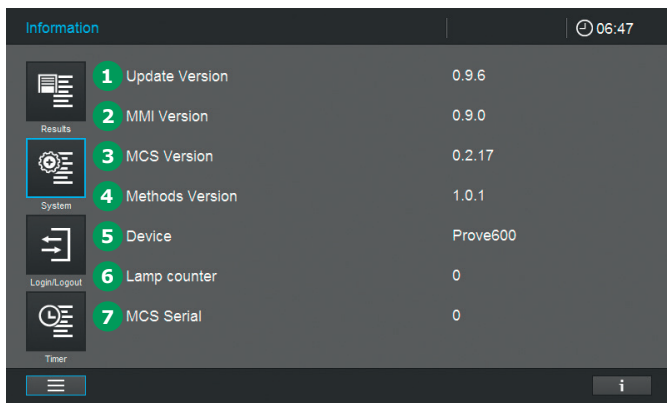 Information
06:47
1 Update Version 0.9.6
2 MMI Version 0.9.0
Results
3 MCS Version 0.2.17
4 Methods Version 1.0.1
System
5 Device Prove600
6 Lamp counter 0
Login/Logout
7 MCS Serial 0
Timer
i